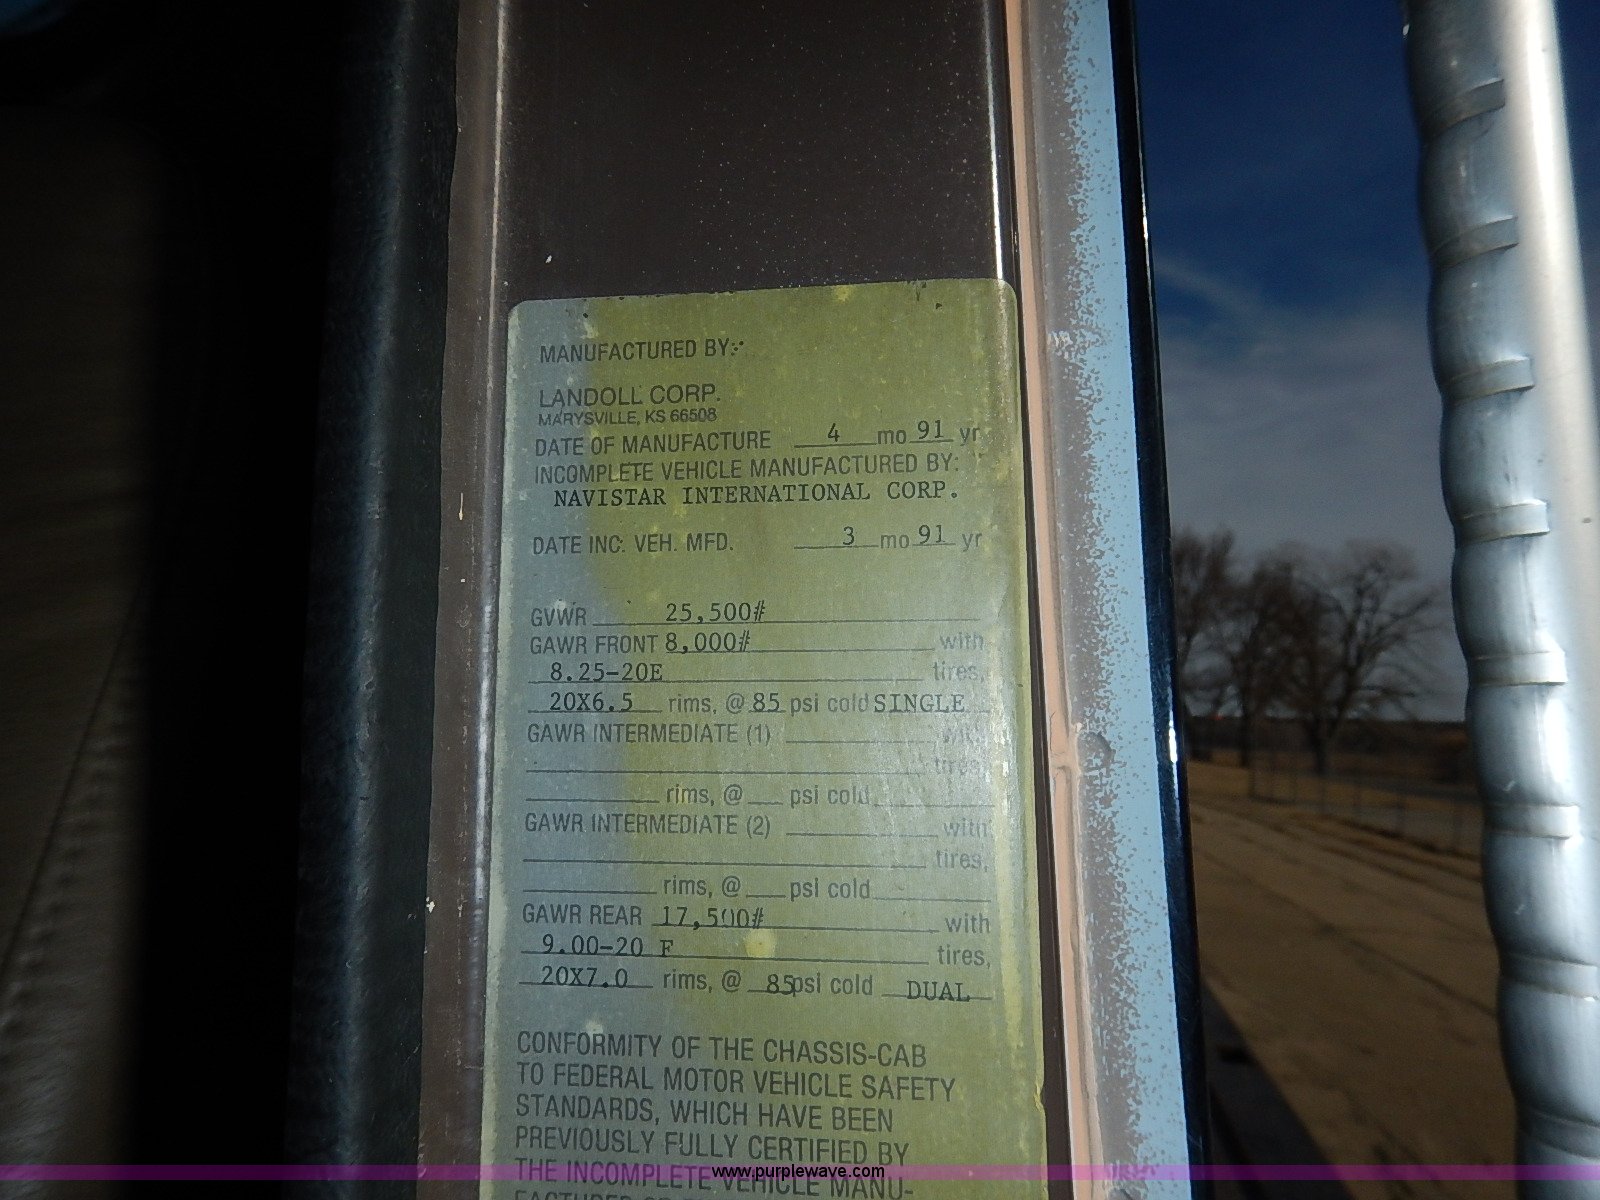 MANUFACTURED BY:
LANDOLL CORP.
MARYSVILLE, KS 66508
DATE OF MANUFACTURE 4 mo 91 yr
INCOMPLETE VEHICLE MANUFACTURED BY:
NAVISTAR INTERNATIONAL CORP.
DATE INC. VEH. MFD. 3 mo 91 yr
GVWR 25,500#
GAWR FRONT 8,000# with
8.25-20E tires,
20X6.5 rims, @ 85 psi cold SINGLE
GAWR INTERMEDIATE (1) with
tires,
rims, @ psi cold
GAWR INTERMEDIATE (2) with
tires,
rims, @ psi cold
GAWR REAR 17,500# with
9.00-20 F tires,
20X7.0 rims, @ 85 psi cold DUAL
CONFORMITY OF THE CHASSIS-CAB
TO FEDERAL MOTOR VEHICLE SAFETY
STANDARDS, WHICH HAVE BEEN
PREVIOUSLY FULLY CERTIFIED BY
THE INCOMPLETE VEHICLE MANU-
www.purplewave.com